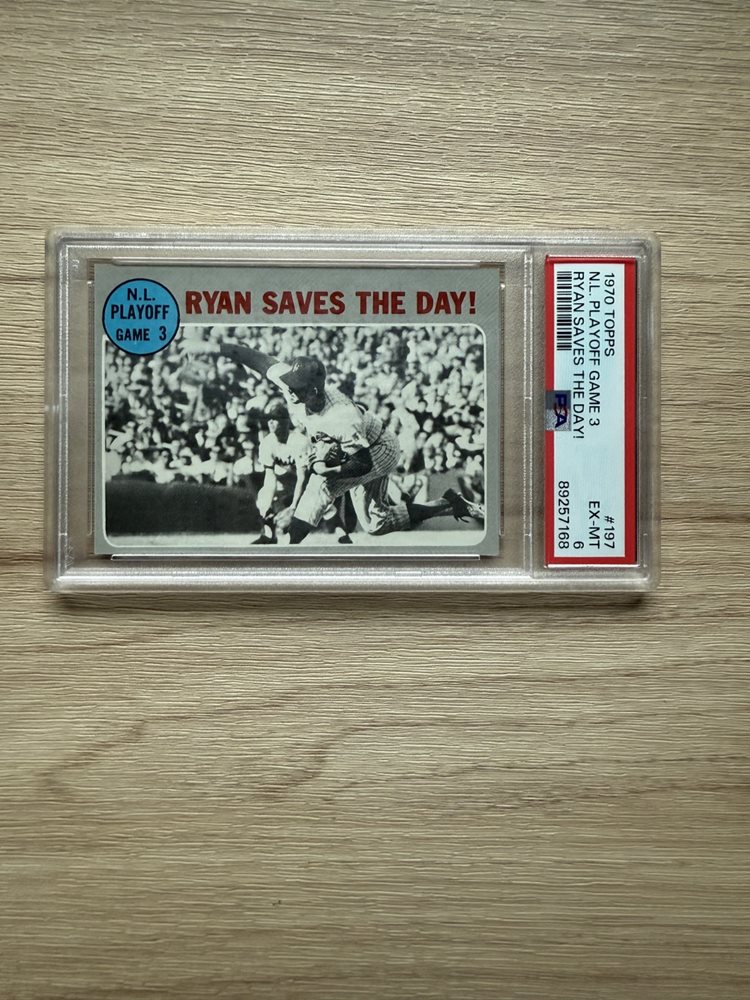 N.L.
PLAYOFF
GAME 3
RYAN SAVES THE DAY!
1970 TOPPS #197
N.L. PLAYOFF GAME 3 EX-MT
RYAN SAVES THE DAY! 6
PSA
89257168